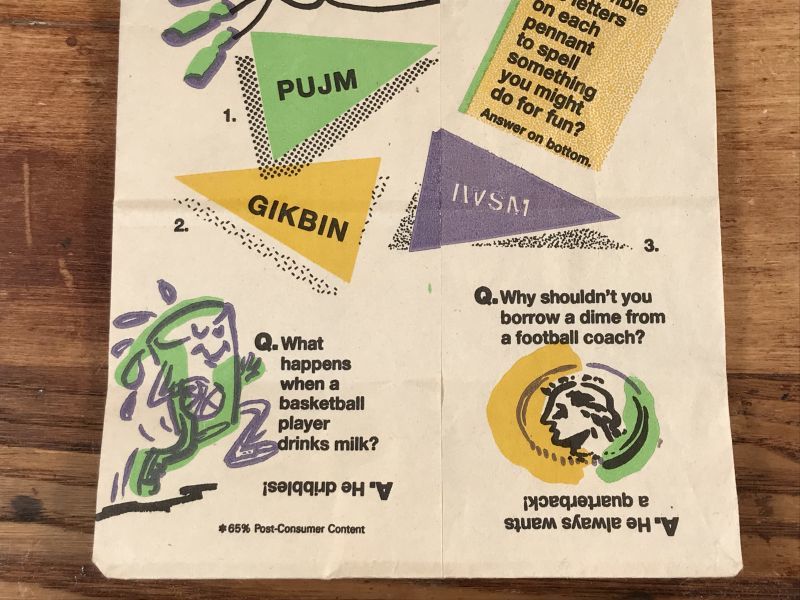 letters
on each
pennant
to spell
something
you might
do for fun?
Answer on bottom.
1.
PUJM
2.
GIKBIN
IWSM
3.
Q. What
happens
when a
basketball
player
drinks milk?
A. He dribbles!
*65% Post-Consumer Content
Q. Why shouldn't you
borrow a dime from
a football coach?
A. He always wants
a quarterback!